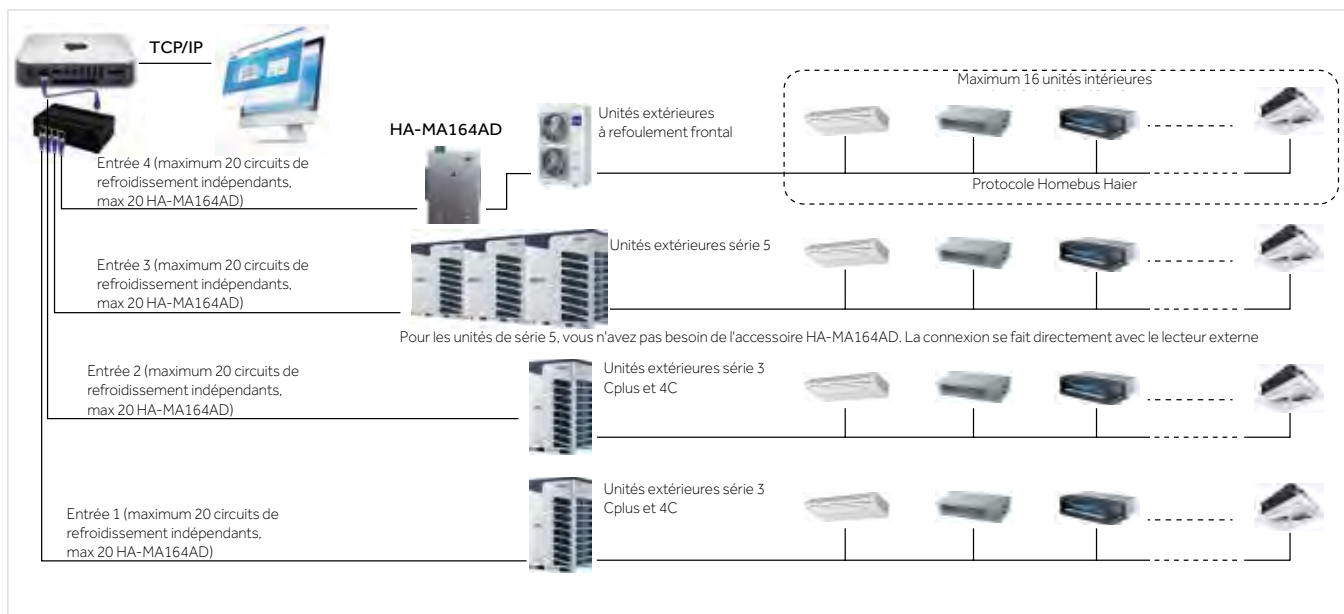 TCP/IP
Maximum 16 unités intérieures
Unités extérieures
à refoulement frontal
HA-MA164AD
Entrée 4 (maximum 20 circuits de
refroidissement indépendants,
max 20 HA-MA164AD)
Protocole Homebus Haier
Unités extérieures série 5
Entrée 3 (maximum 20 circuits de
refroidissement indépendants,
max 20 HA-MA164AD)
Pour les unités de série 5, vous n'avez pas besoin de l'accessoire HA-MA164AD. La connexion se fait directement avec le lecteur externe
Entrée 2 (maximum 20 circuits de
refroidissement indépendants,
max 20 HA-MA164AD)
Unités extérieures série 3
Cplus et 4C
Unités extérieures série 3
Cplus et 4C
Entrée 1 (maximum 20 circuits de
refroidissement indépendants,
max 20 HA-MA164AD)